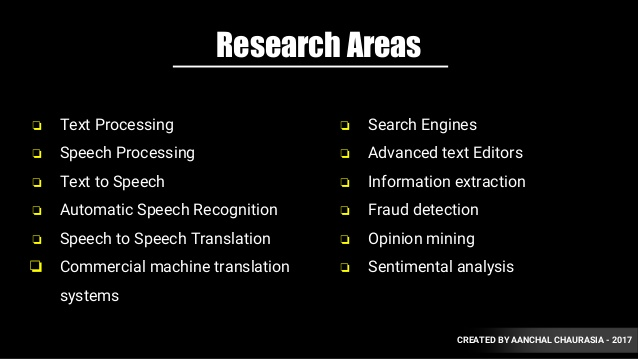 Research Areas
❏ Text Processing
❏ Speech Processing
❏ Text to Speech
❏ Automatic Speech Recognition
❏ Speech to Speech Translation
❏ Commercial machine translation
systems
❏ Search Engines
❏ Advanced text Editors
❏ Information extraction
❏ Fraud detection
❏ Opinion mining
❏ Sentimental analysis
CREATED BY AANCHAL CHAURASIA - 2017